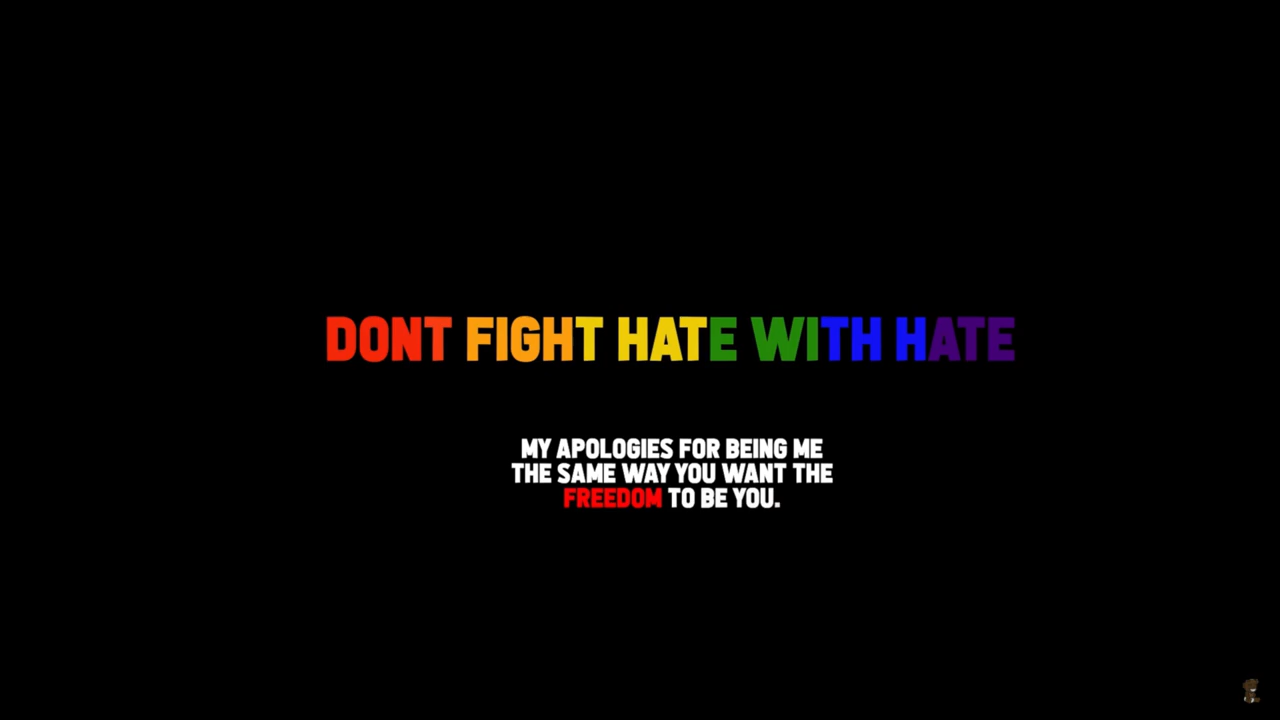 DONT FIGHT HATE WITH HATE
MY APOLOGIES FOR BEING ME
THE SAME WAY YOU WANT THE
FREEDOM TO BE YOU.